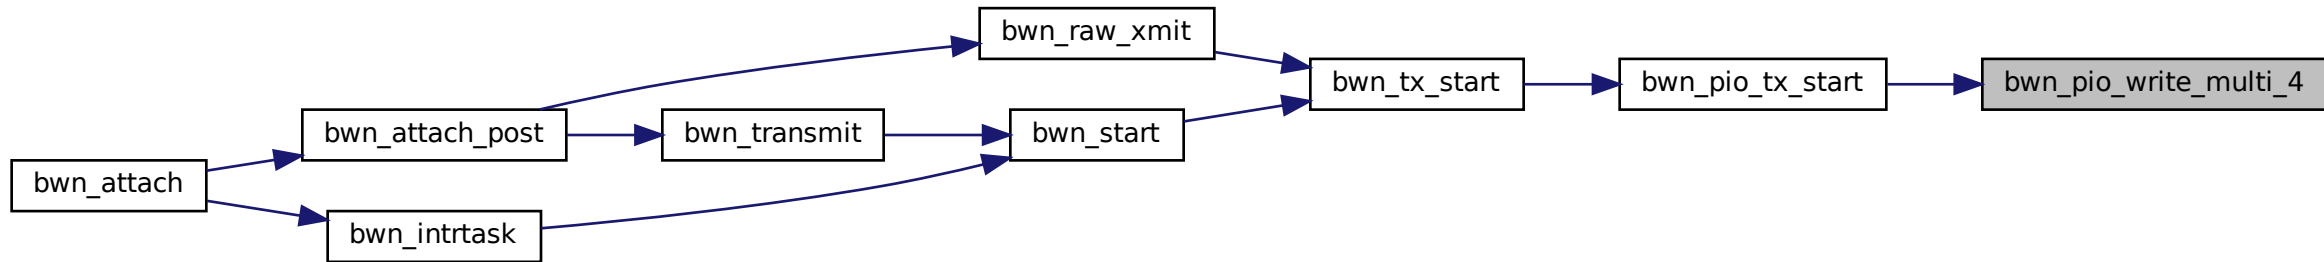 bwn_raw_xmit
bwn_tx_start
bwn_pio_tx_start
bwn_pio_write_multi_4
bwn_attach_post
bwn_transmit
bwn_start
bwn_attach
bwn_intrtask